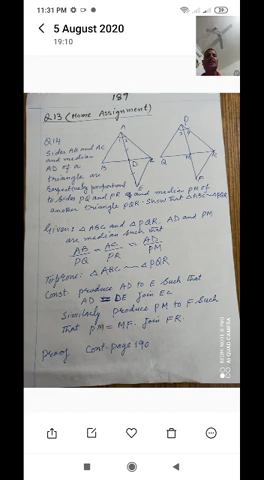 11:31 PM
39
5 August 2020
19:10
187
Q.13 (Home Assignment)
Q.14
Sides AB and AC
and median
AD of a
triangle are
respectively proportional
to sides PQ and PR and median PM of
another triangle PQR. Show that △ABC~△PQR
A
B
D
C
E
P
Q
M
R
F
Given: △ABC and △PQR. AD and PM
are median such that
AB = AC = AD
PQ PR PM
Toprove: △ABC ~ △PQR
Const produce AD to E such that
AD = DE Join EC
Similarly produce PM to F such
that PM = MF. Join FR.
Proof Cont. page 190
REDMI NOTE 8 PRO
AI QUAD CAMERA